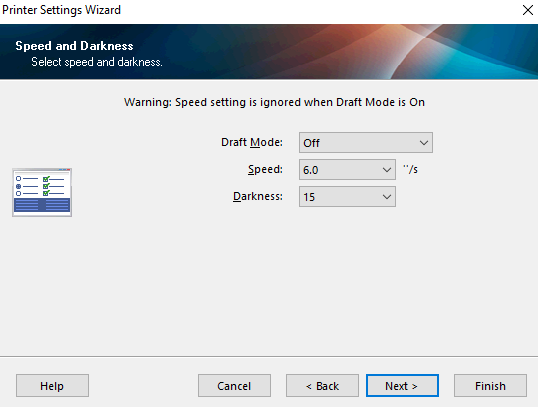 Printer Settings Wizard
Speed and Darkness
Select speed and darkness.
Warning: Speed setting is ignored when Draft Mode is On
Draft Mode: Off
Speed: 6.0 "/s
Darkness: 15
Help Cancel < Back Next > Finish